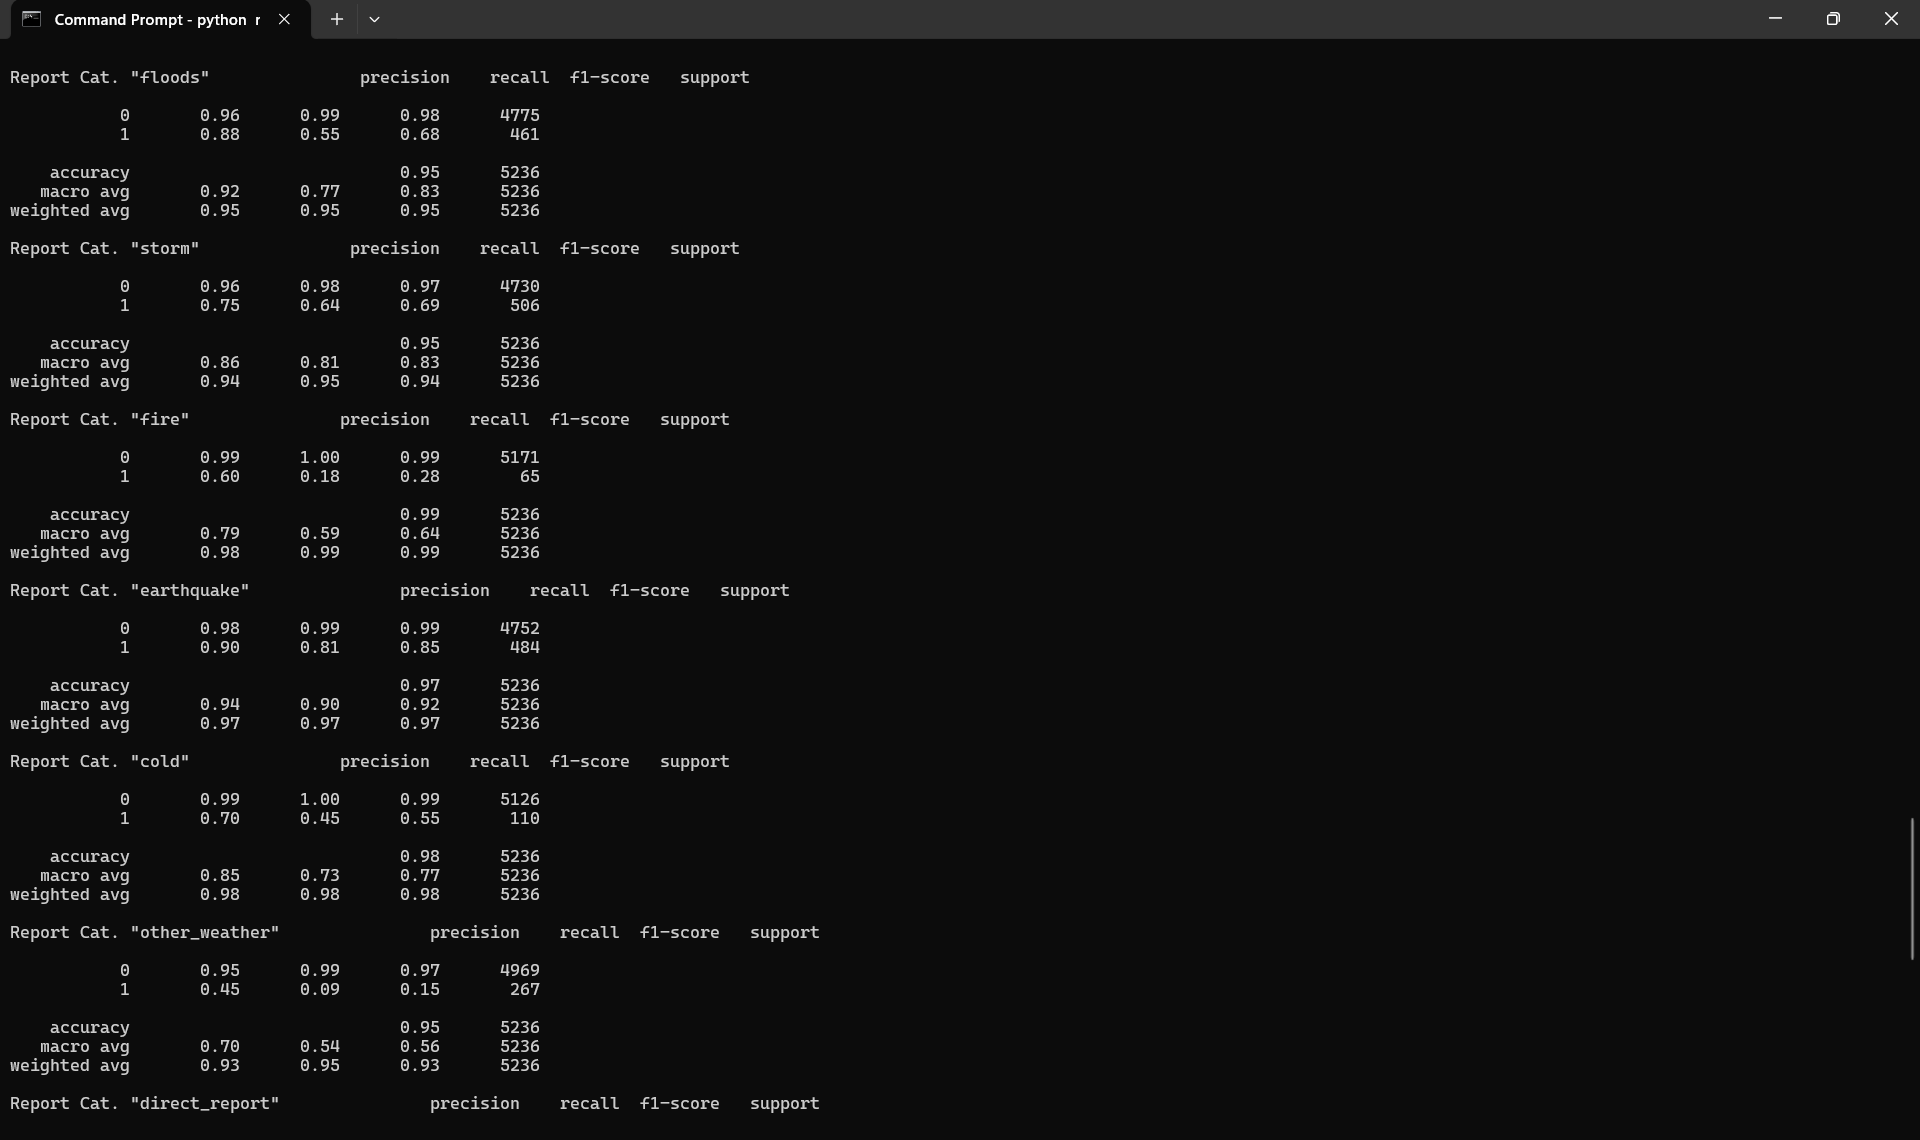 Command Prompt - python r
Report Cat. "floods" precision recall f1-score support
0 0.96 0.99 0.98 4775
1 0.88 0.55 0.68 461
accuracy 0.95 5236
macro avg 0.92 0.77 0.83 5236
weighted avg 0.95 0.95 0.95 5236
Report Cat. "storm" precision recall f1-score support
0 0.96 0.98 0.97 4730
1 0.75 0.64 0.69 506
accuracy 0.95 5236
macro avg 0.86 0.81 0.83 5236
weighted avg 0.94 0.95 0.94 5236
Report Cat. "fire" precision recall f1-score support
0 0.99 1.00 0.99 5171
1 0.60 0.18 0.28 65
accuracy 0.99 5236
macro avg 0.79 0.59 0.64 5236
weighted avg 0.98 0.99 0.99 5236
Report Cat. "earthquake" precision recall f1-score support
0 0.98 0.99 0.99 4752
1 0.90 0.81 0.85 484
accuracy 0.97 5236
macro avg 0.94 0.90 0.92 5236
weighted avg 0.97 0.97 0.97 5236
Report Cat. "cold" precision recall f1-score support
0 0.99 1.00 0.99 5126
1 0.70 0.45 0.55 110
accuracy 0.98 5236
macro avg 0.85 0.73 0.77 5236
weighted avg 0.98 0.98 0.98 5236
Report Cat. "other_weather" precision recall f1-score support
0 0.95 0.99 0.97 4969
1 0.45 0.09 0.15 267
accuracy 0.95 5236
macro avg 0.70 0.54 0.56 5236
weighted avg 0.93 0.95 0.93 5236
Report Cat. "direct_report" precision recall f1-score support